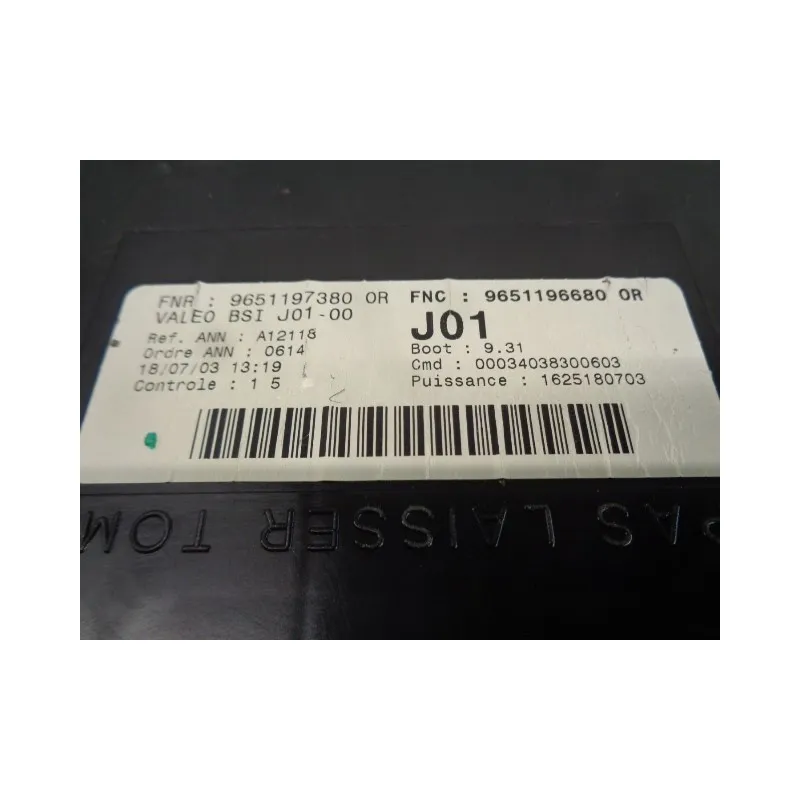 FNR : 9651197380 OR FNC : 9651196680 OR
VALEO BSI J01-00 J01
Ref. ANN : A12118 Boot : 9.31
Ordre ANN : 0614 Cmd : 00034038300603
18/07/03 13:19 Puissance : 1625180703
Controle : 1 5
PAS LAISSER TOM